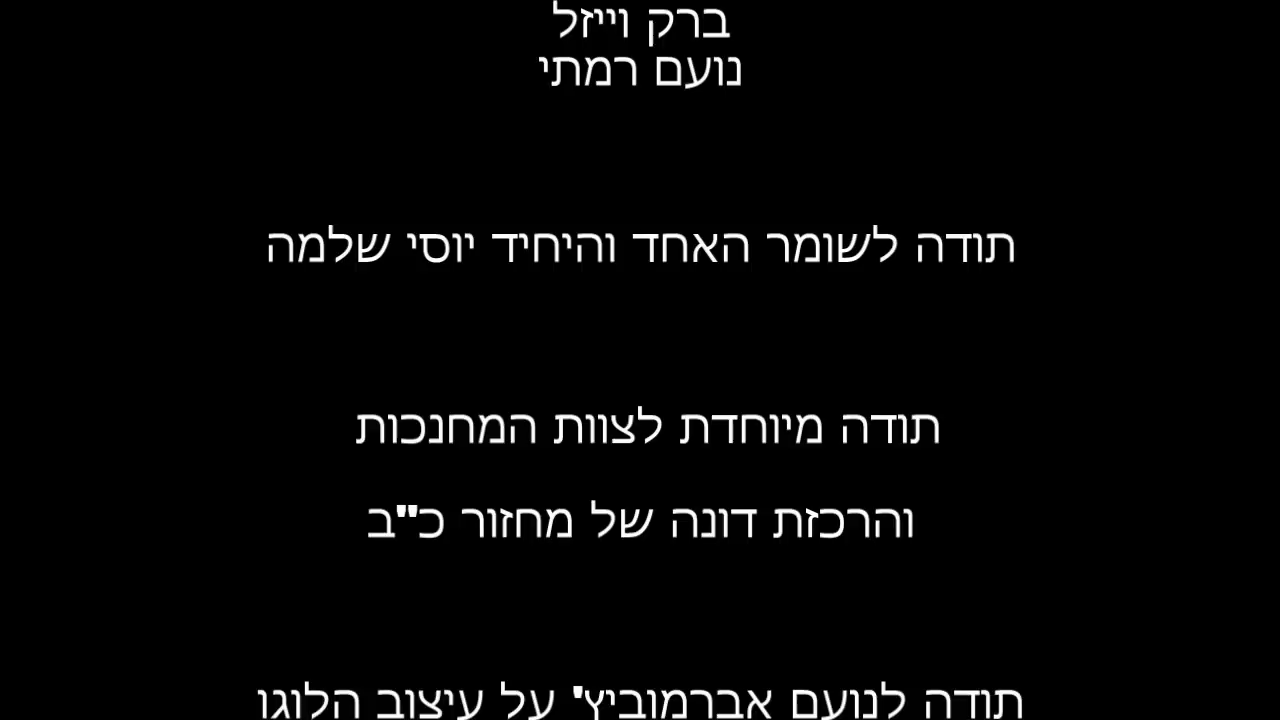 ברק וייזל
נועם רמתי
תודה לשומר האחד והיחיד יוסי שלמה
תודה מיוחדת לצוות המחנכות
והרכזת דונה של מחזור כ"ב
תודה לנועם אברמוביץ' על עיצוב הלוגו